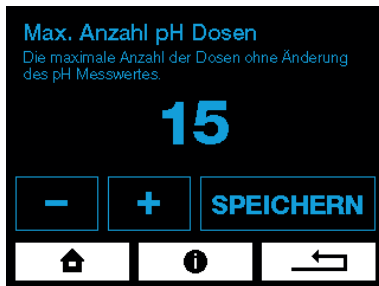 Max. Anzahl pH Dosen
Die maximale Anzahl der Dosen ohne Änderung
des pH Messwertes.
15
− + SPEICHERN